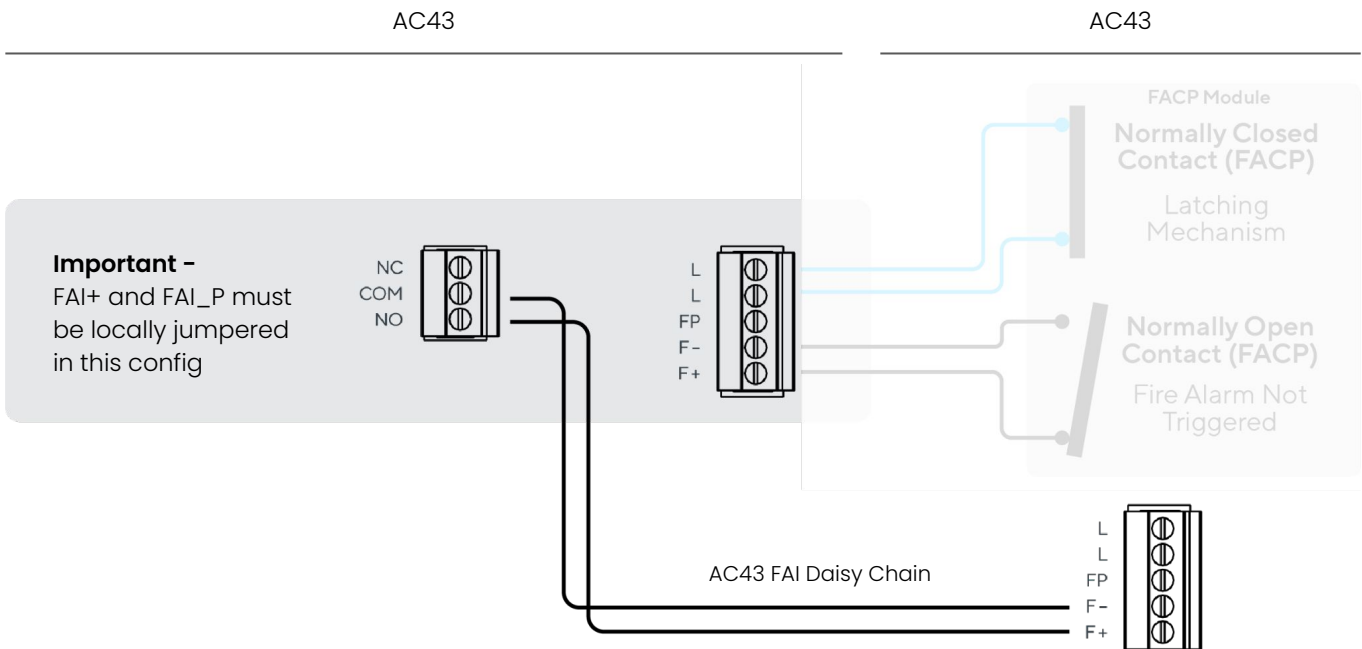 AC43
AC43
FACP Module
Normally Closed
Contact (FACP)
Latching
Mechanism
Important -
FAI+ and FAI_P must
be locally jumpered
in this config
NC
COM
NO
L
L
FP
F-
F+
Normally Open
Contact (FACP)
Fire Alarm Not
Triggered
AC43 FAI Daisy Chain
L
L
FP
F-
F+